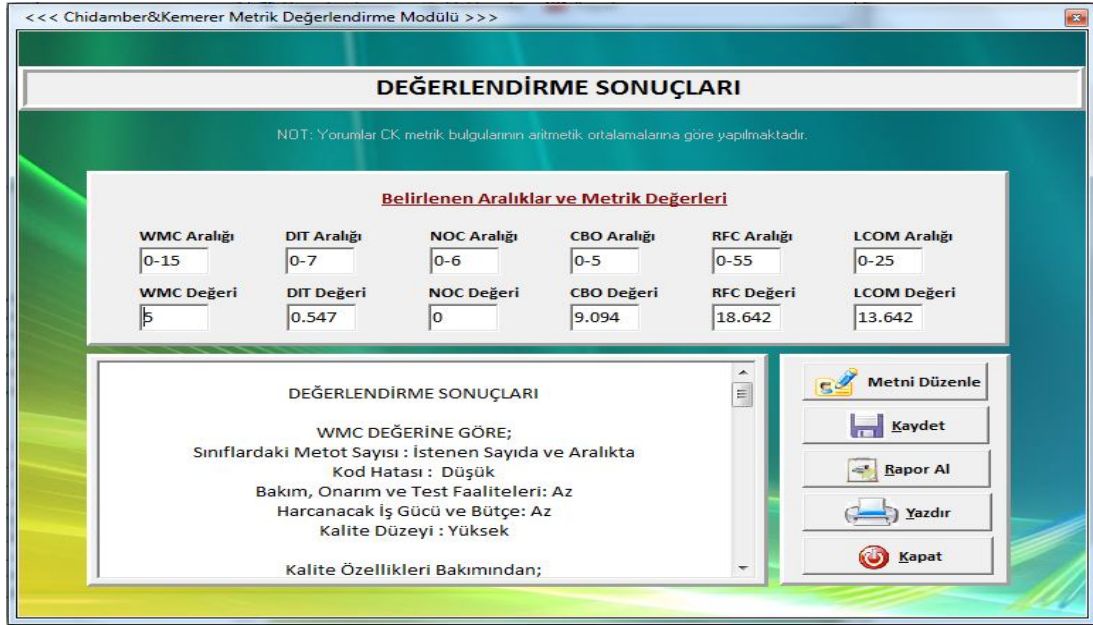 <<< Chidamber&Kemerer Metrik Değerlendirme Modülü >>>
DEĞERLENDİRME SONUÇLARI
NOT: Yorumlar CK metrik bulgularının aritmetik ortalamalarına göre yapılmaktadır.
Belirlenen Aralıklar ve Metrik Değerleri
WMC Aralığı DIT Aralığı NOC Aralığı CBO Aralığı RFC Aralığı LCOM Aralığı
0-15 0-7 0-6 0-5 0-55 0-25
WMC Değeri DIT Değeri NOC Değeri CBO Değeri RFC Değeri LCOM Değeri
5 0.547 0 9.094 18.642 13.642
DEĞERLENDİRME SONUÇLARI
WMC DEĞERİNE GÖRE;
Sınıflardaki Metot Sayısı : İstenen Sayıda ve Aralıkta
Kod Hatası : Düşük
Bakım, Onarım ve Test Faaliteleri: Az
Harcanacak İş Gücü ve Bütçe: Az
Kalite Düzeyi : Yüksek
Kalite Özellikleri Bakımından;
Metni Düzenle
Kaydet
Rapor Al
Yazdır
Kapat